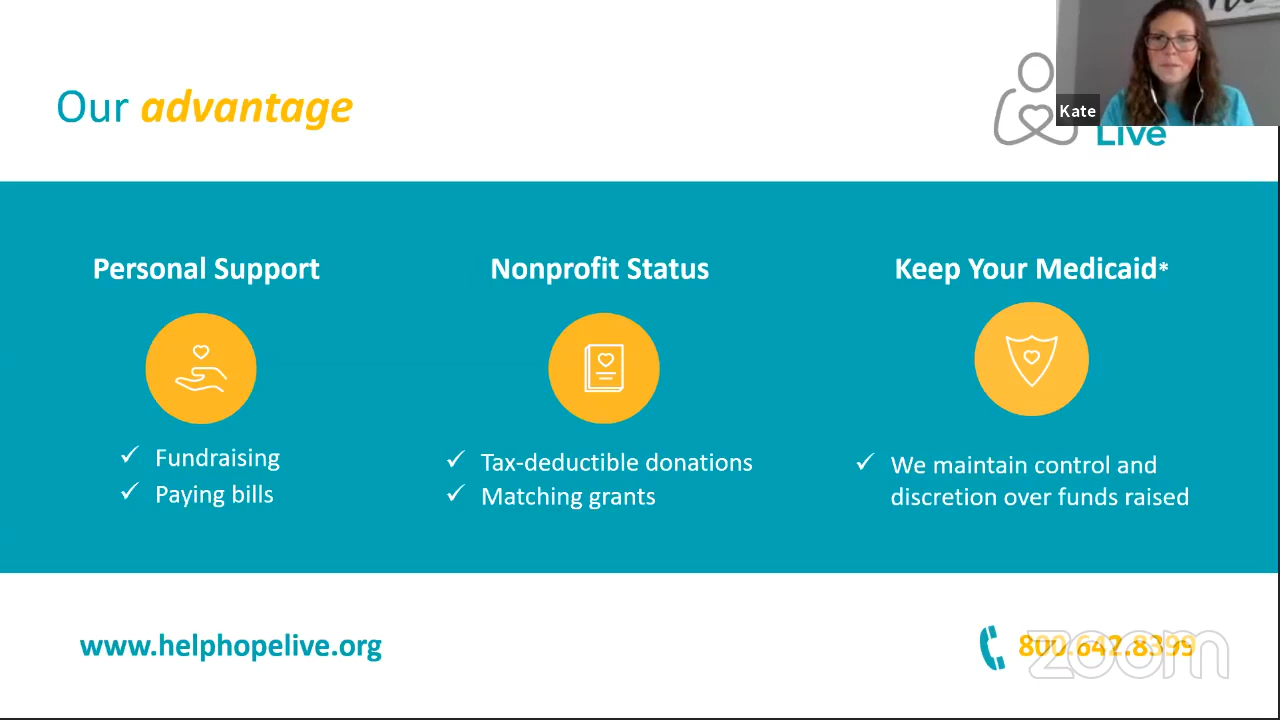 Our advantage
Kate
Live
Personal Support
Nonprofit Status
Keep Your Medicaid*
✓ Fundraising
✓ Paying bills
✓ Tax-deductible donations
✓ Matching grants
✓ We maintain control and
discretion over funds raised
www.helphopelive.org
800.642.8399
zoom